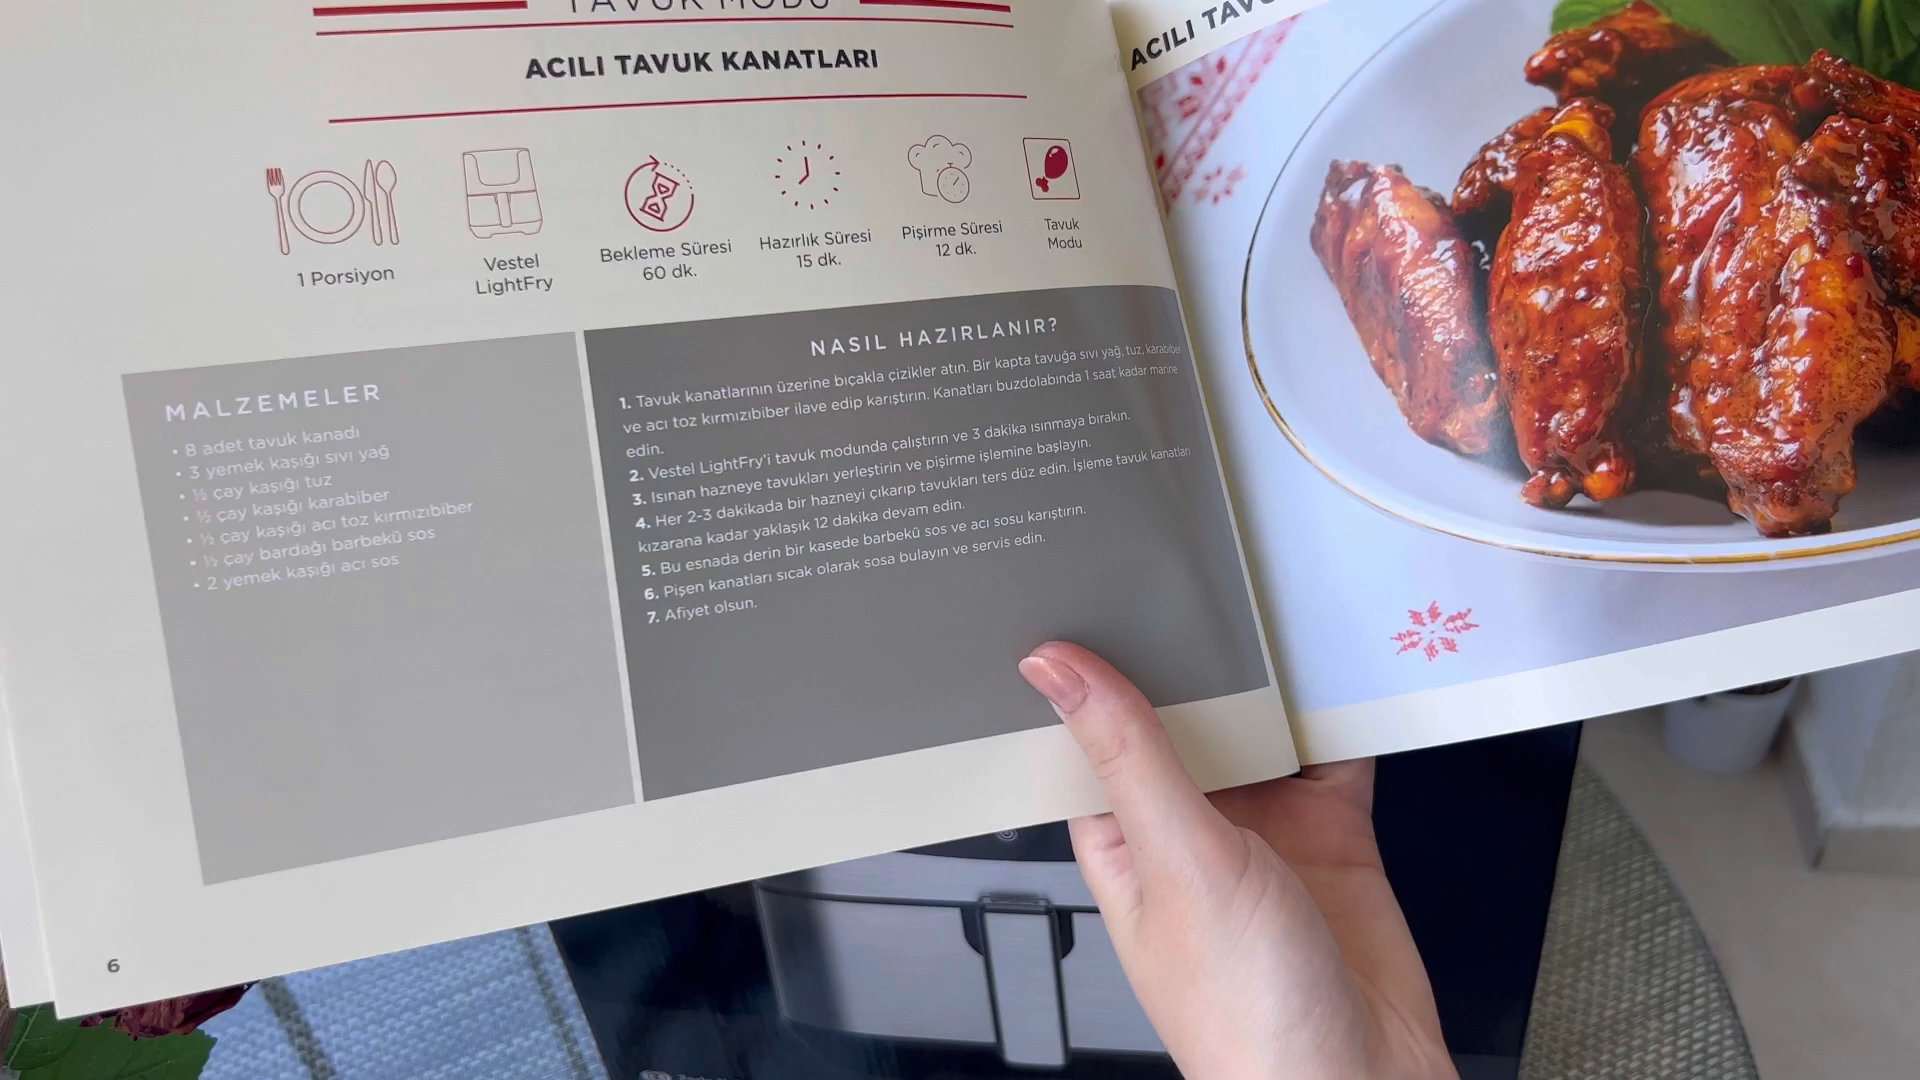 TAVUK MODU
ACILI TAVUK KANATLARI
1 Porsiyon
Vestel
LightFry
Bekleme Süresi
60 dk.
Hazırlık Süresi
15 dk.
Pişirme Süresi
12 dk.
Tavuk
Modu
MALZEMELER
• 8 adet tavuk kanadı
• 3 yemek kaşığı sıvı yağ
• ½ çay kaşığı tuz
• ½ çay kaşığı karabiber
• ½ çay kaşığı acı toz kırmızıbiber
• ½ çay bardağı barbekü sos
• 2 yemek kaşığı acı sos
NASIL HAZIRLANIR?
1. Tavuk kanatlarının üzerine bıçakla çizikler atın. Bir kapta tavuğa sıvı yağ, tuz, karabiber
ve acı toz kırmızıbiber ilave edip karıştırın. Kanatları buzdolabında 1 saat kadar marine
edin.
2. Vestel LightFry'i tavuk modunda çalıştırın ve 3 dakika ısınmaya bırakın.
3. Isınan hazneye tavukları yerleştirin ve pişirme işlemine başlayın.
4. Her 2-3 dakikada bir hazneyi çıkarıp tavukları ters düz edin. İşleme tavuk kanatları
kızarana kadar yaklaşık 12 dakika devam edin.
5. Bu esnada derin bir kasede barbekü sos ve acı sosu karıştırın.
6. Pişen kanatları sıcak olarak sosa bulayın ve servis edin.
7. Afiyet olsun.
6
ACILI TAVU